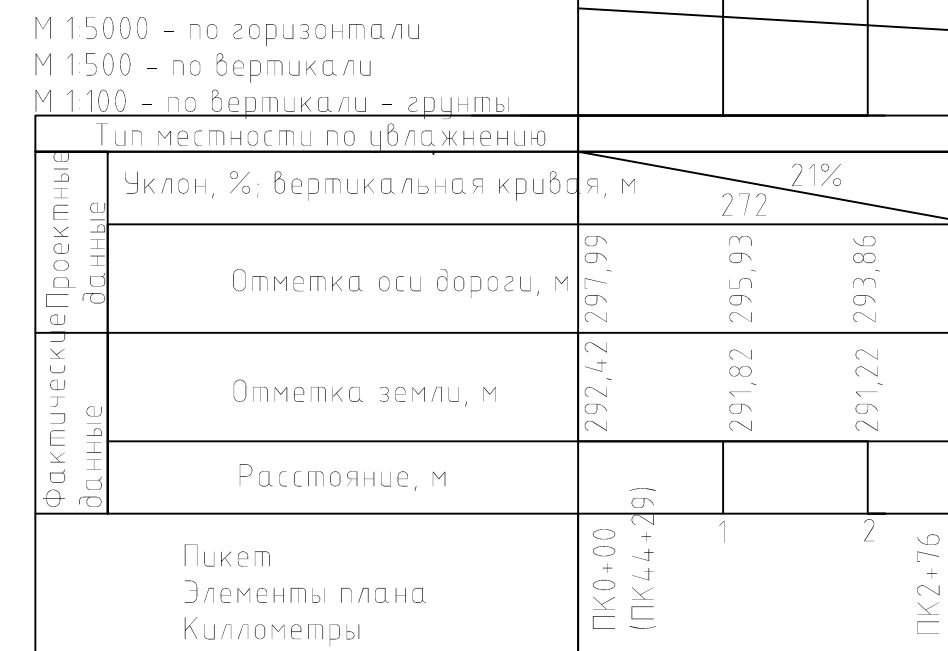 М 1:5000 - по горизонтали
М 1:500 - по вертикали
М 1:100 - по вертикали - грунты
Тип местности по увлажнению
Проектные
данные
Уклон, %; вертикальная кривая, м
21%
272
Отметка оси дороги, м
297,99
295,93
293,86
Фактические
данные
Отметка земли, м
292,42
291,82
291,22
Расстояние, м
Пикет
Элементы плана
Киллометры
ПК0+00
(ПК44+29)
1
2
ПК2+76